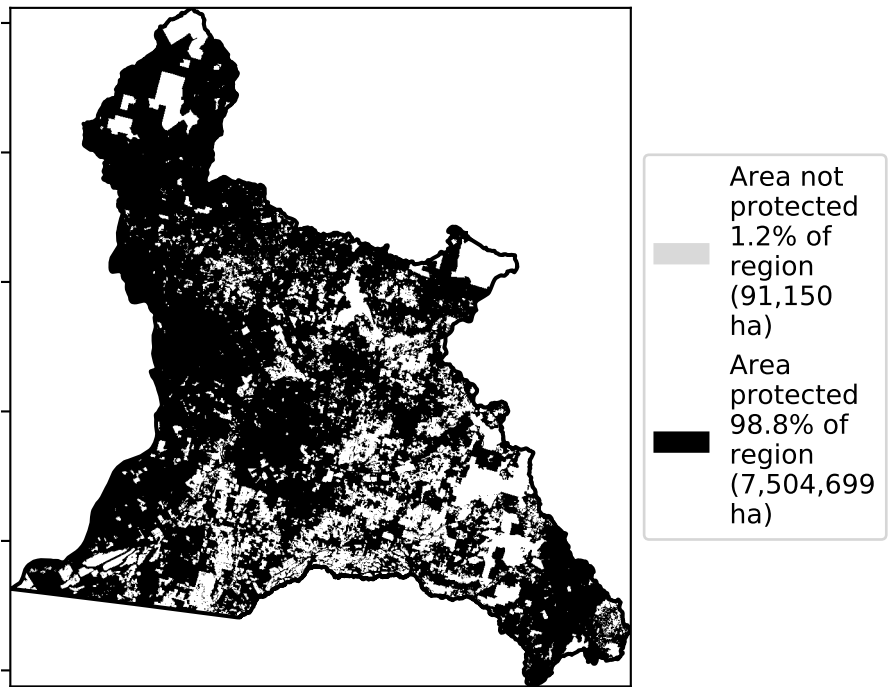 Area not
protected
1.2% of
region
(91,150
ha)
Area
protected
98.8% of
region
(7,504,699
ha)